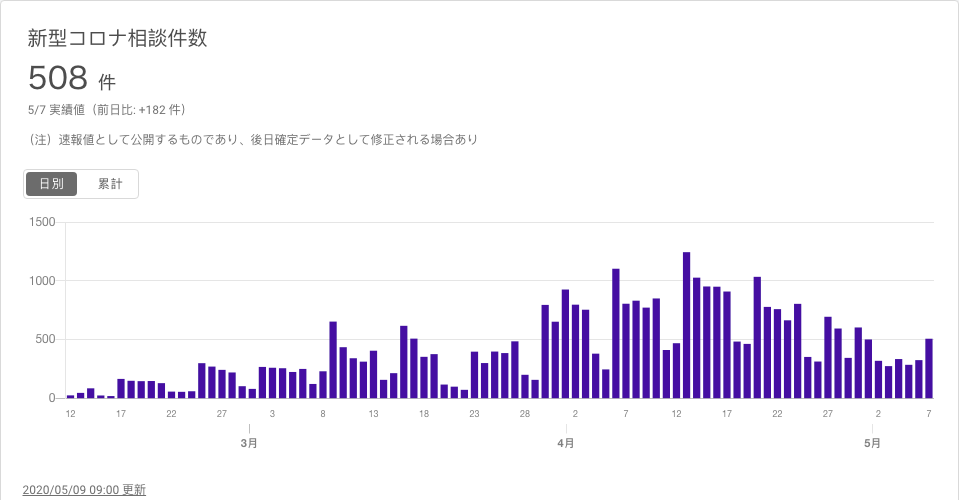 新型コロナ相談件数
508 件
5/7 実績値（前日比: +182 件）
（注）速報値として公開するものであり、後日確定データとして修正される場合あり
日別 累計
1500
1000
500
0
12 17 22 27 3 8 13 18 23 28 2 7 12 17 22 27 2 7
3月 4月 5月
2020/05/09 09:00 更新